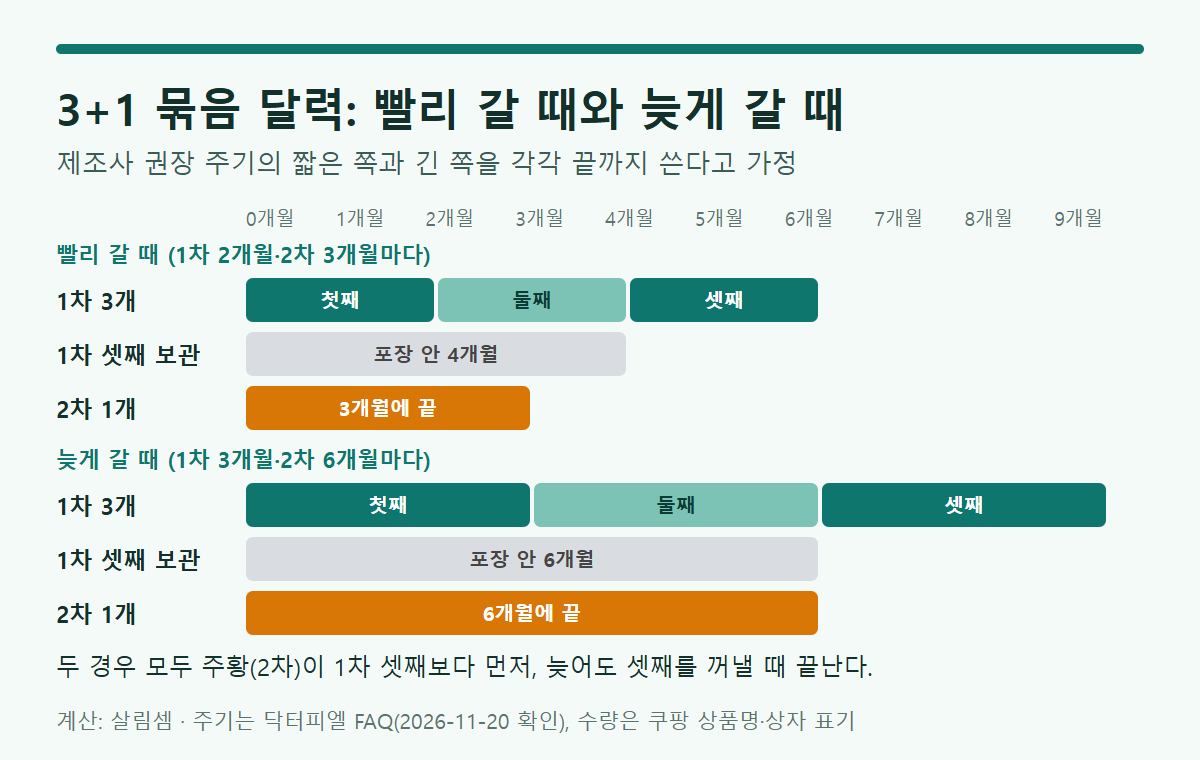 3+1 묶음 달력: 빨리 갈 때와 늦게 갈 때
제조사 권장 주기의 짧은 쪽과 긴 쪽을 각각 끝까지 쓴다고 가정
0개월 1개월 2개월 3개월 4개월 5개월 6개월 7개월 8개월 9개월
빨리 갈 때 (1차 2개월·2차 3개월마다)
1차 3개 첫째 둘째 셋째
1차 셋째 보관 포장 안 4개월
2차 1개 3개월에 끝
늦게 갈 때 (1차 3개월·2차 6개월마다)
1차 3개 첫째 둘째 셋째
1차 셋째 보관 포장 안 6개월
2차 1개 6개월에 끝
두 경우 모두 주황(2차)이 1차 셋째보다 먼저, 늦어도 셋째를 꺼낼 때 끝난다.
계산: 살림셈 · 주기는 닥터피엘 FAQ(2026-11-20 확인), 수량은 쿠팡 상품명·상자 표기